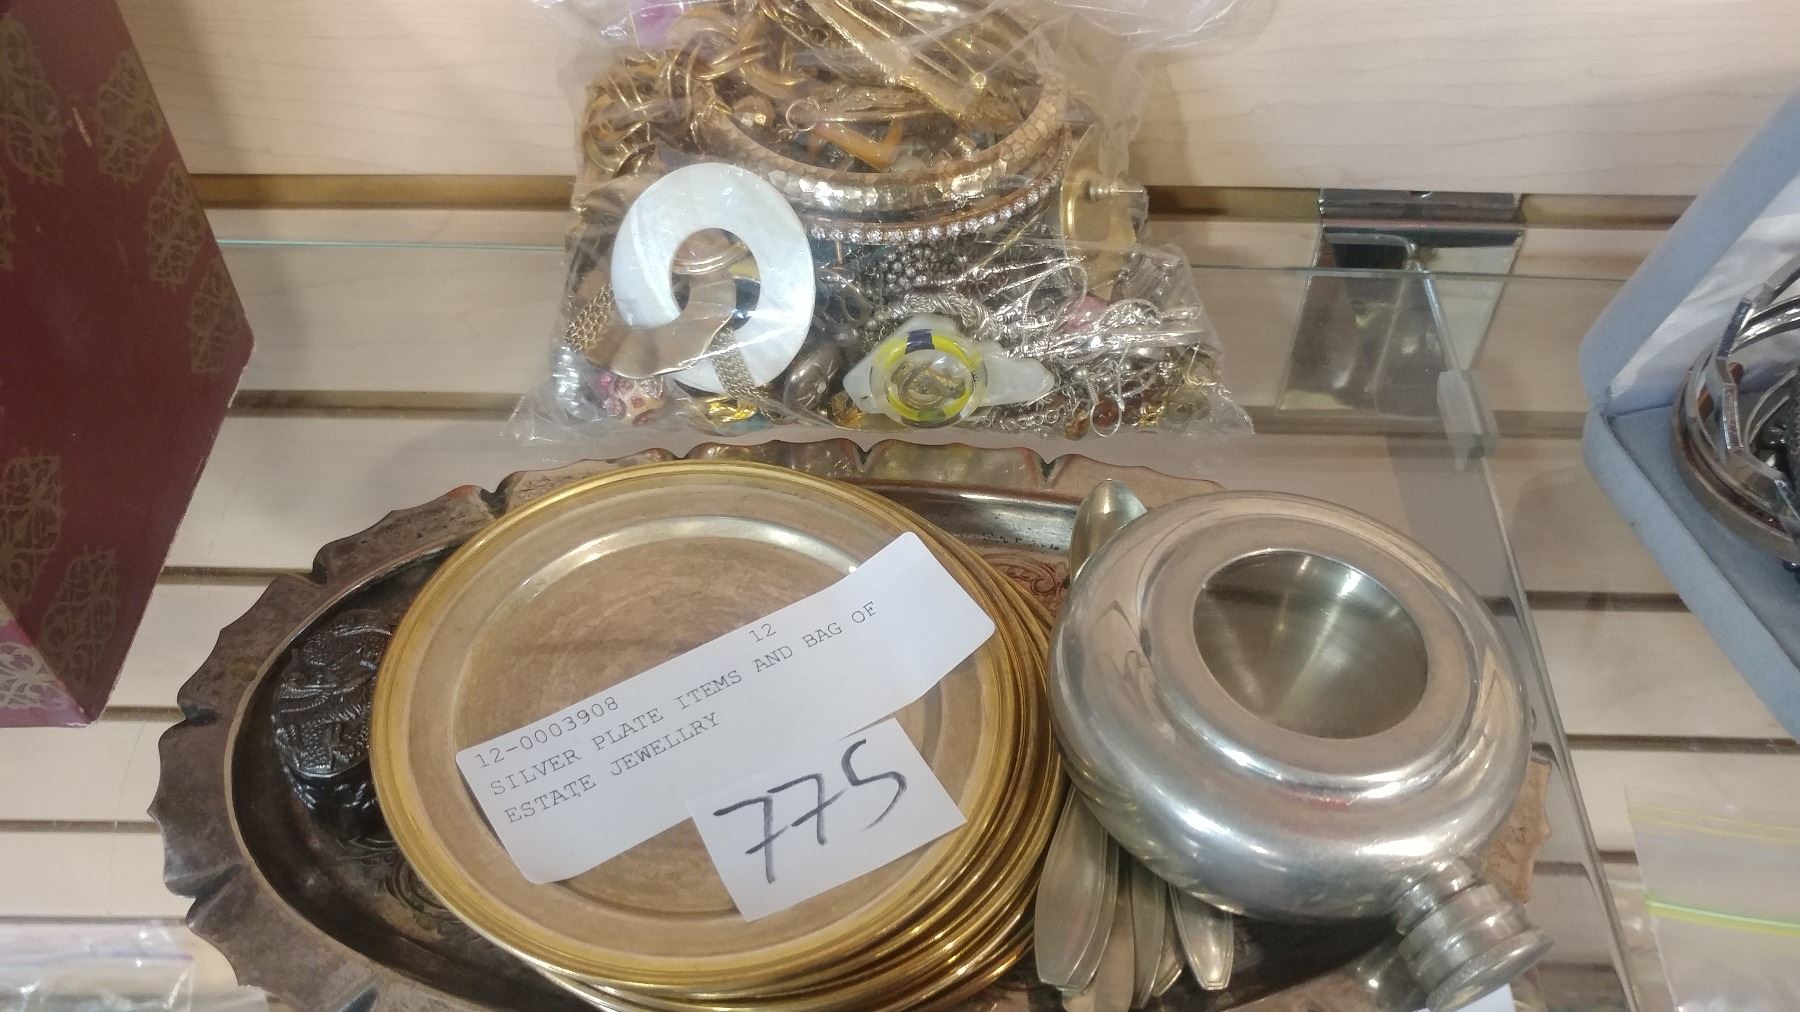 12-0003908 12
SILVER PLATE ITEMS AND BAG OF
ESTATE JEWELLRY
775